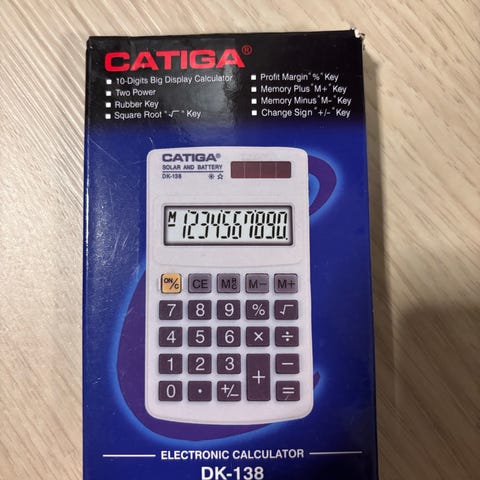 CATIGA®
10-Digits Big Display Calculator
Two Power
Rubber Key
Square Root "√‾" Key
Profit Margin "%" Key
Memory Plus "M+" Key
Memory Minus "M–" Key
Change Sign "+/–" Key
CATIGA®
SOLAR AND BATTERY
DK-138
M
– 1234567890
ON/C CE MRC M– M+
7 8 9 % √‾
4 5 6 × ÷
1 2 3 + –
0 · +/– =
ELECTRONIC CALCULATOR
DK-138